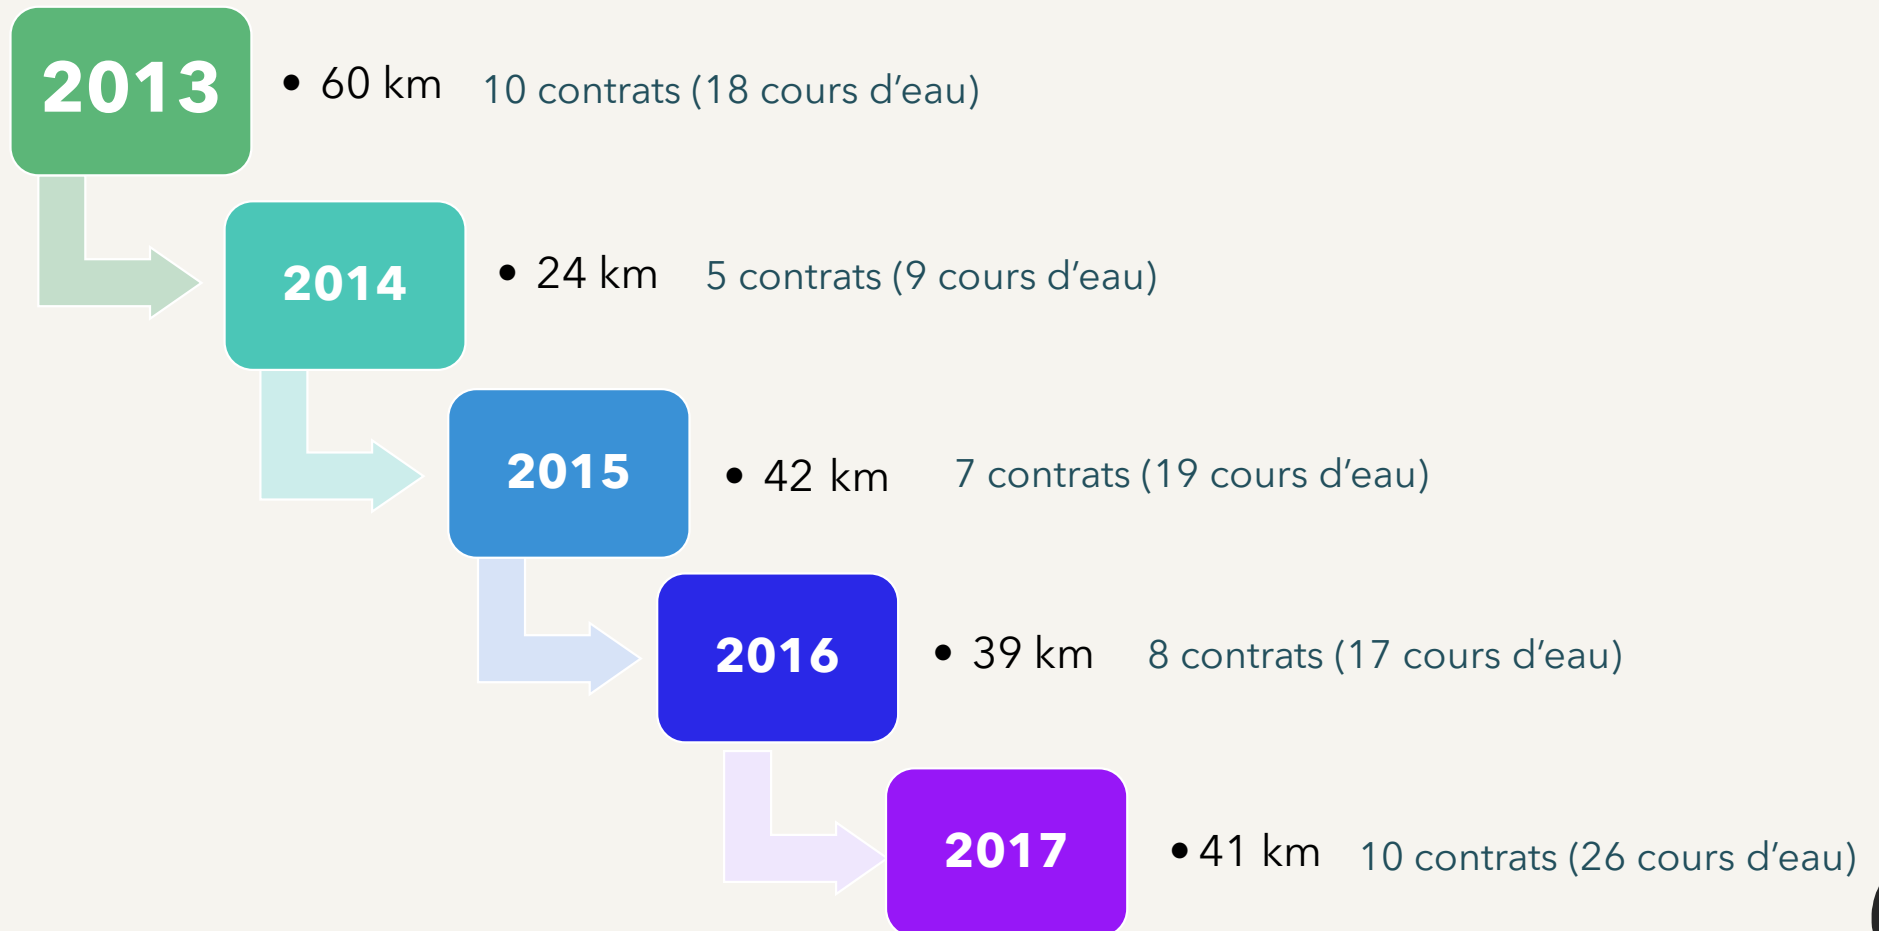 2013
• 60 km 10 contrats (18 cours d’eau)
2014
• 24 km 5 contrats (9 cours d’eau)
2015
• 42 km 7 contrats (19 cours d’eau)
2016
• 39 km 8 contrats (17 cours d’eau)
2017
• 41 km 10 contrats (26 cours d’eau)